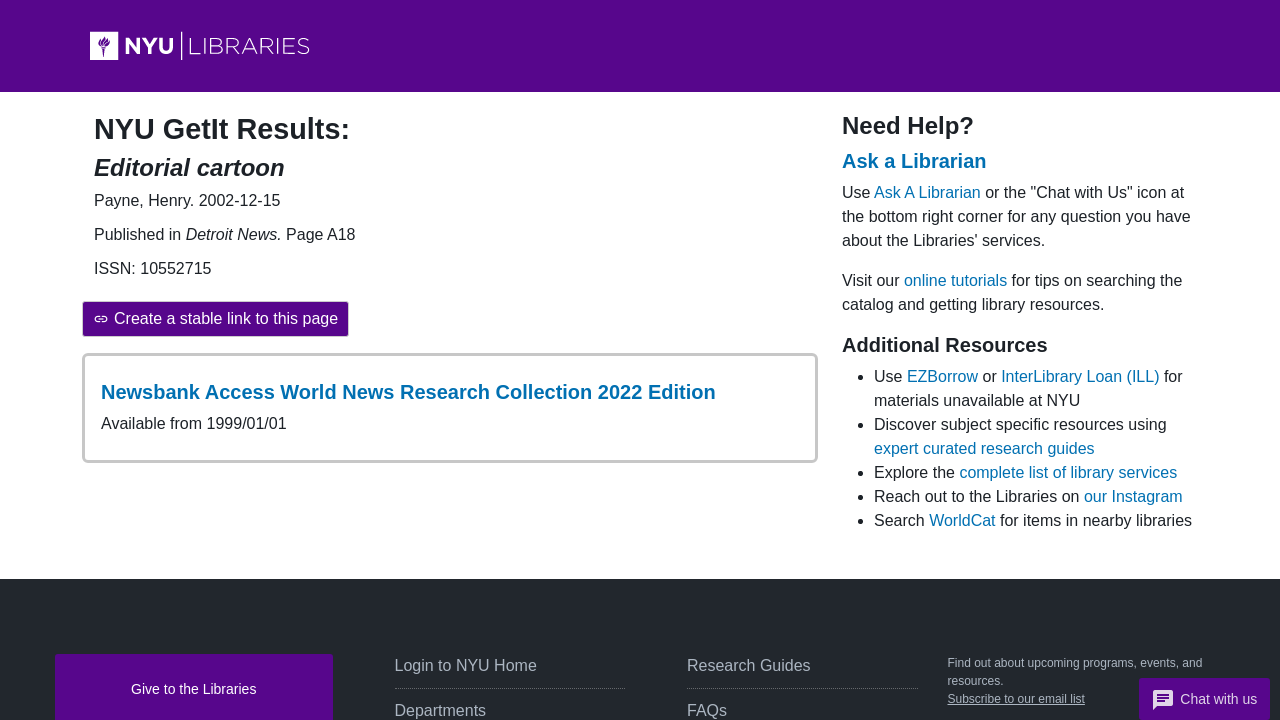 NYU LIBRARIES
NYU GetIt Results:
Editorial cartoon
Payne, Henry. 2002-12-15
Published in Detroit News. Page A18
ISSN: 10552715
Create a stable link to this page
Newsbank Access World News Research Collection 2022 Edition
Available from 1999/01/01
Need Help?
Ask a Librarian
Use Ask A Librarian or the "Chat with Us" icon at
the bottom right corner for any question you have
about the Libraries' services.
Visit our online tutorials for tips on searching the
catalog and getting library resources.
Additional Resources
Use EZBorrow or InterLibrary Loan (ILL) for
materials unavailable at NYU
Discover subject specific resources using
expert curated research guides
Explore the complete list of library services
Reach out to the Libraries on our Instagram
Search WorldCat for items in nearby libraries
Give to the Libraries
Login to NYU Home
Departments
Research Guides
FAQs
Find out about upcoming programs, events, and
resources.
Subscribe to our email list
Chat with us